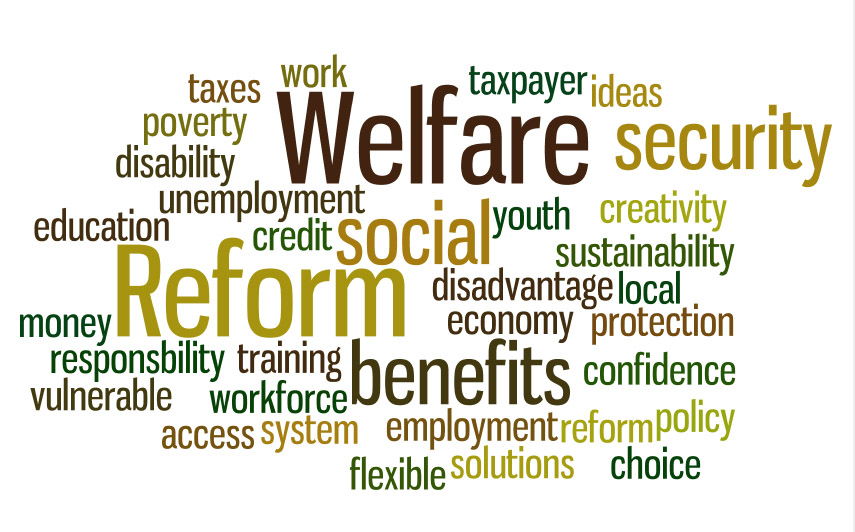 work
taxpayer
taxes
ideas
Welfare
poverty
security
disability
unemployment
creativity
youth
education
credit
social
sustainability
Reform
disadvantage
local
money
economy
protection
responsbility
training
benefits
confidence
vulnerable
workforce
access
system
employment
reform
policy
flexible
solutions
choice